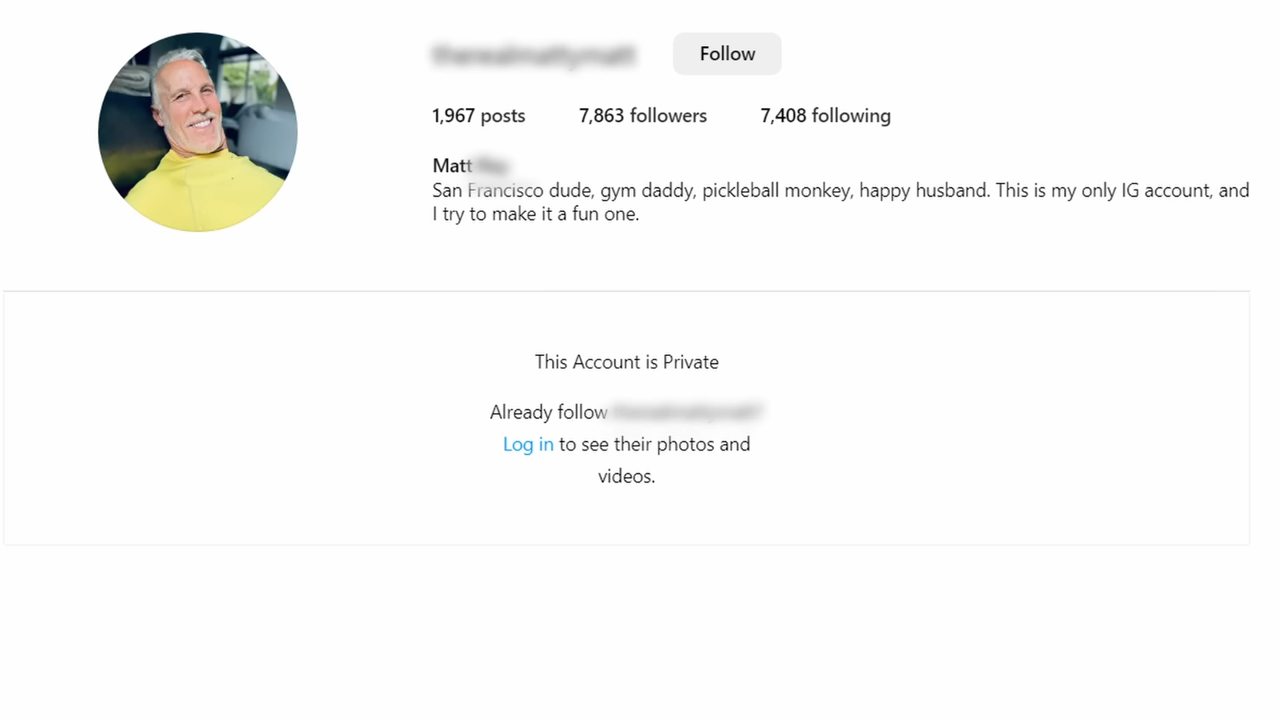 Follow
1,967 posts 7,863 followers 7,408 following
Matt
San Francisco dude, gym daddy, pickleball monkey, happy husband. This is my only IG account, and
I try to make it a fun one.
This Account is Private
Already follow
Log in to see their photos and
videos.